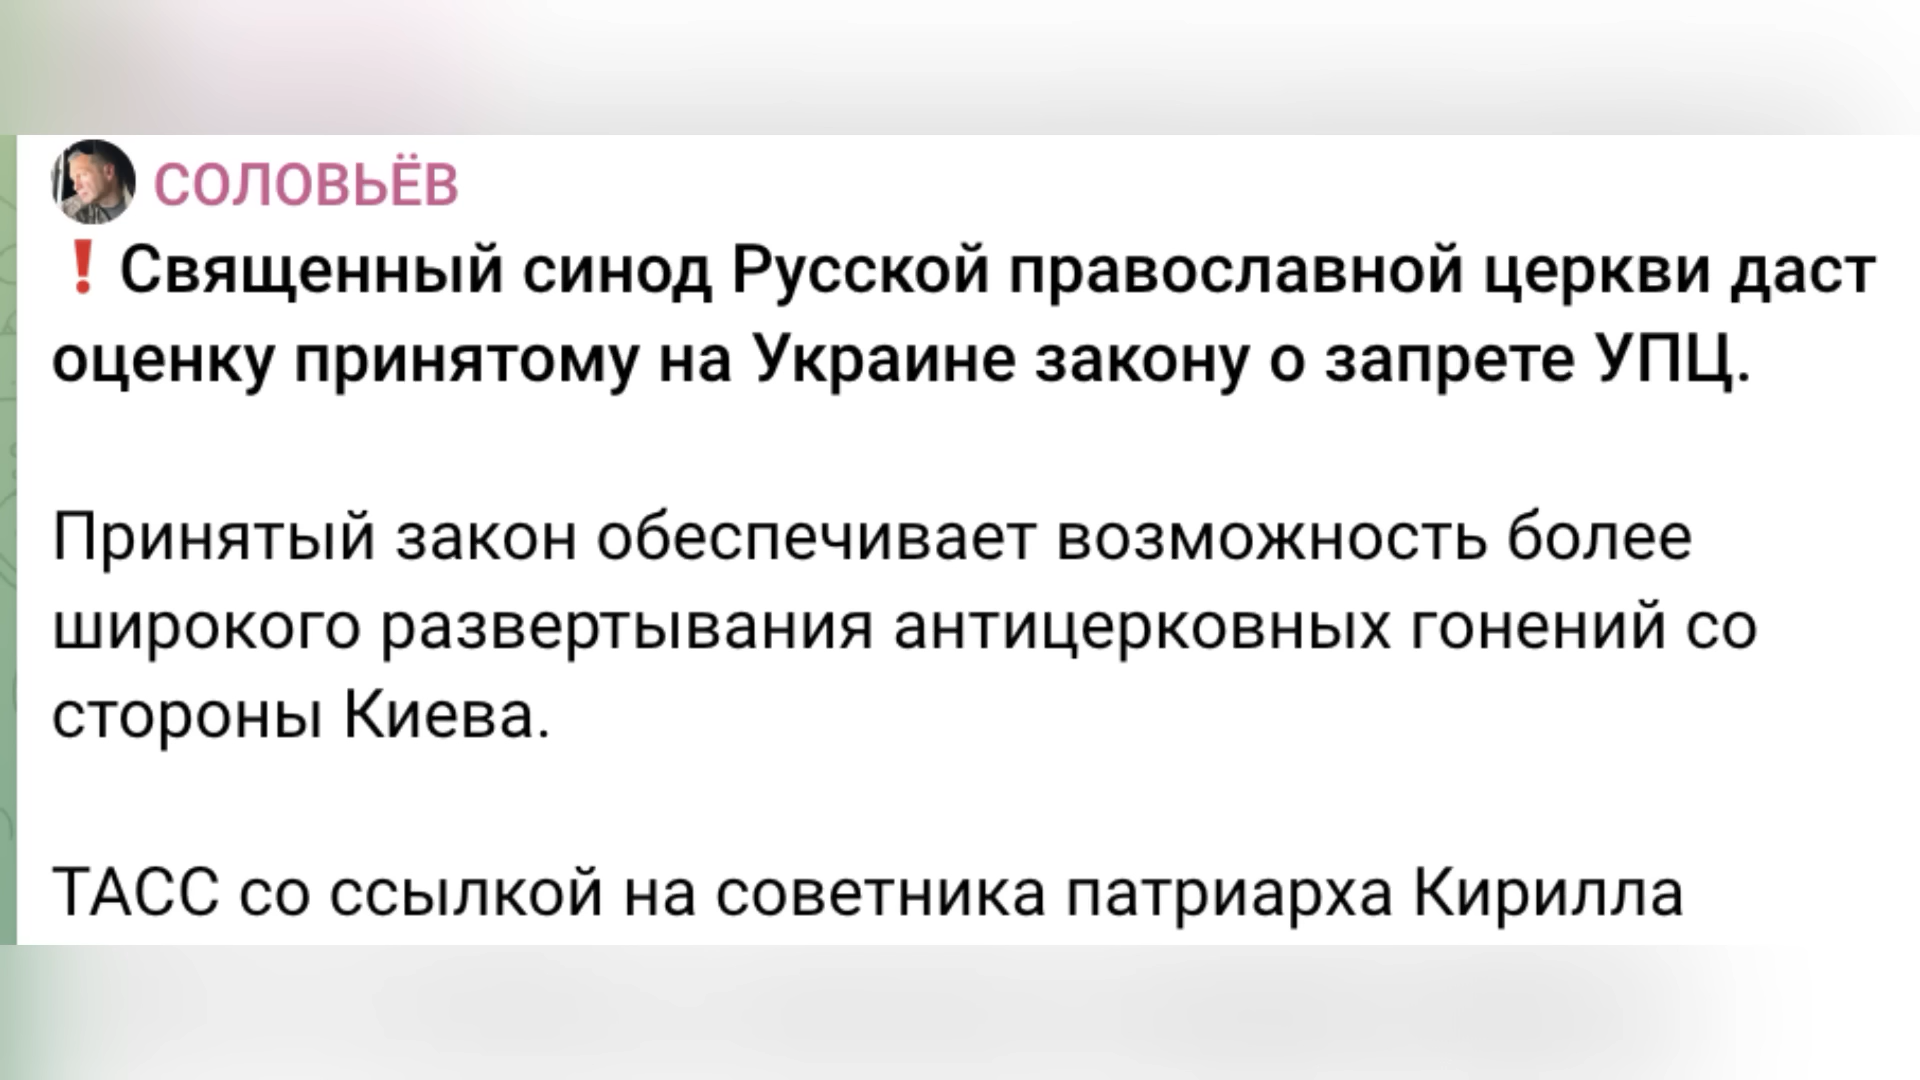 СОЛОВЬЁВ
❗Священный синод Русской православной церкви даст
оценку принятому на Украине закону о запрете УПЦ.
Принятый закон обеспечивает возможность более
широкого развертывания антицерковных гонений со
стороны Киева.
ТАСС со ссылкой на советника патриарха Кирилла